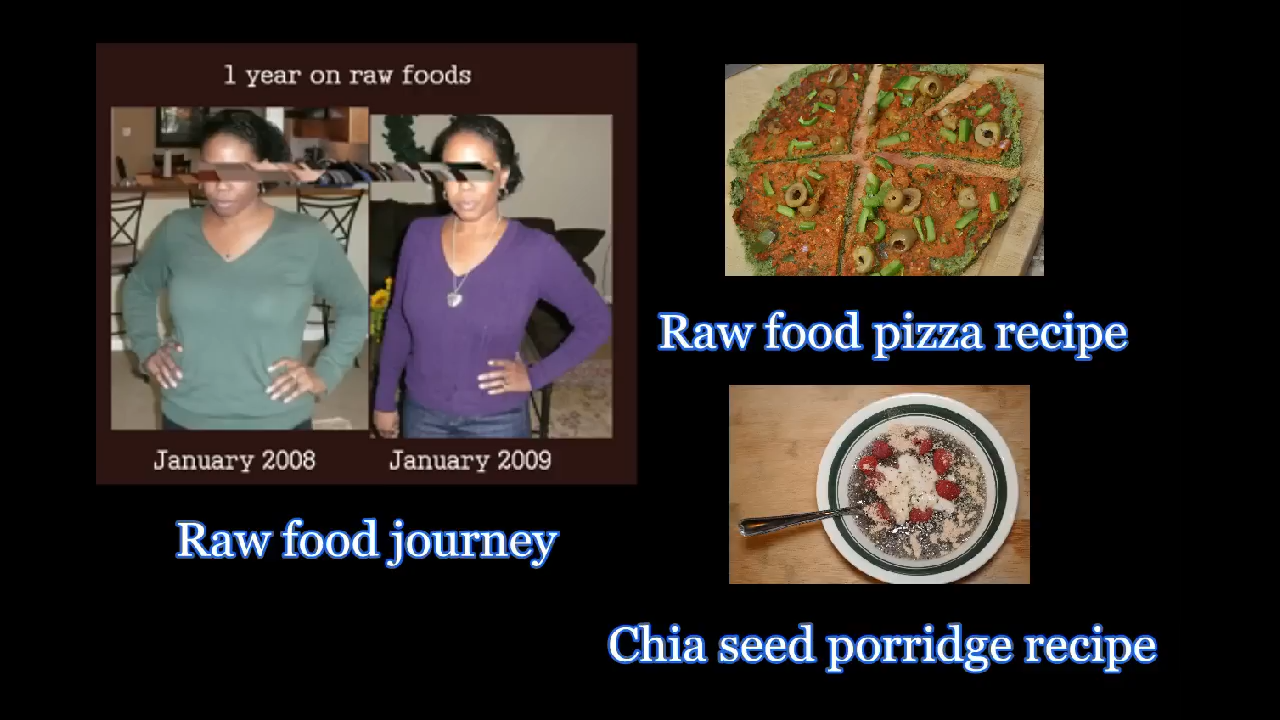 1 year on raw foods
January 2008
January 2009
Raw food journey
Raw food pizza recipe
Chia seed porridge recipe